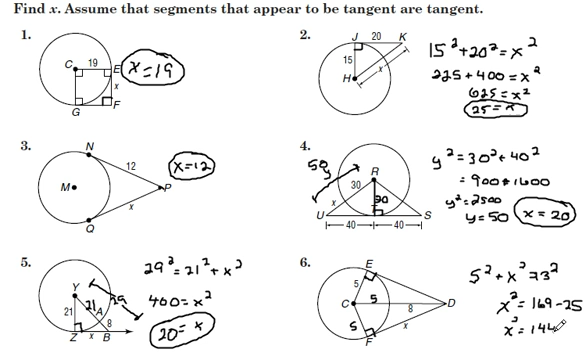 Find x. Assume that segments that appear to be tangent are tangent.
1.
C 19 E
x
G F
x=19
2.
J 20 K
15
x
H
15²+20²=x²
225+400=x²
625=x²
25=x
3.
N
12
M P
x
Q
x=12
4.
50
y
R
30 30
x
U S
40 40
y²=30²+40²
=900+1600
y²=2500
y=50 x=20
5.
Y
21 21 29
A
8
Z x B
29²=21²+x²
400=x²
20=x
6.
E
5
C 5 8 D
5 x
F
5²+x²=13²
x²=169-25
x²=144